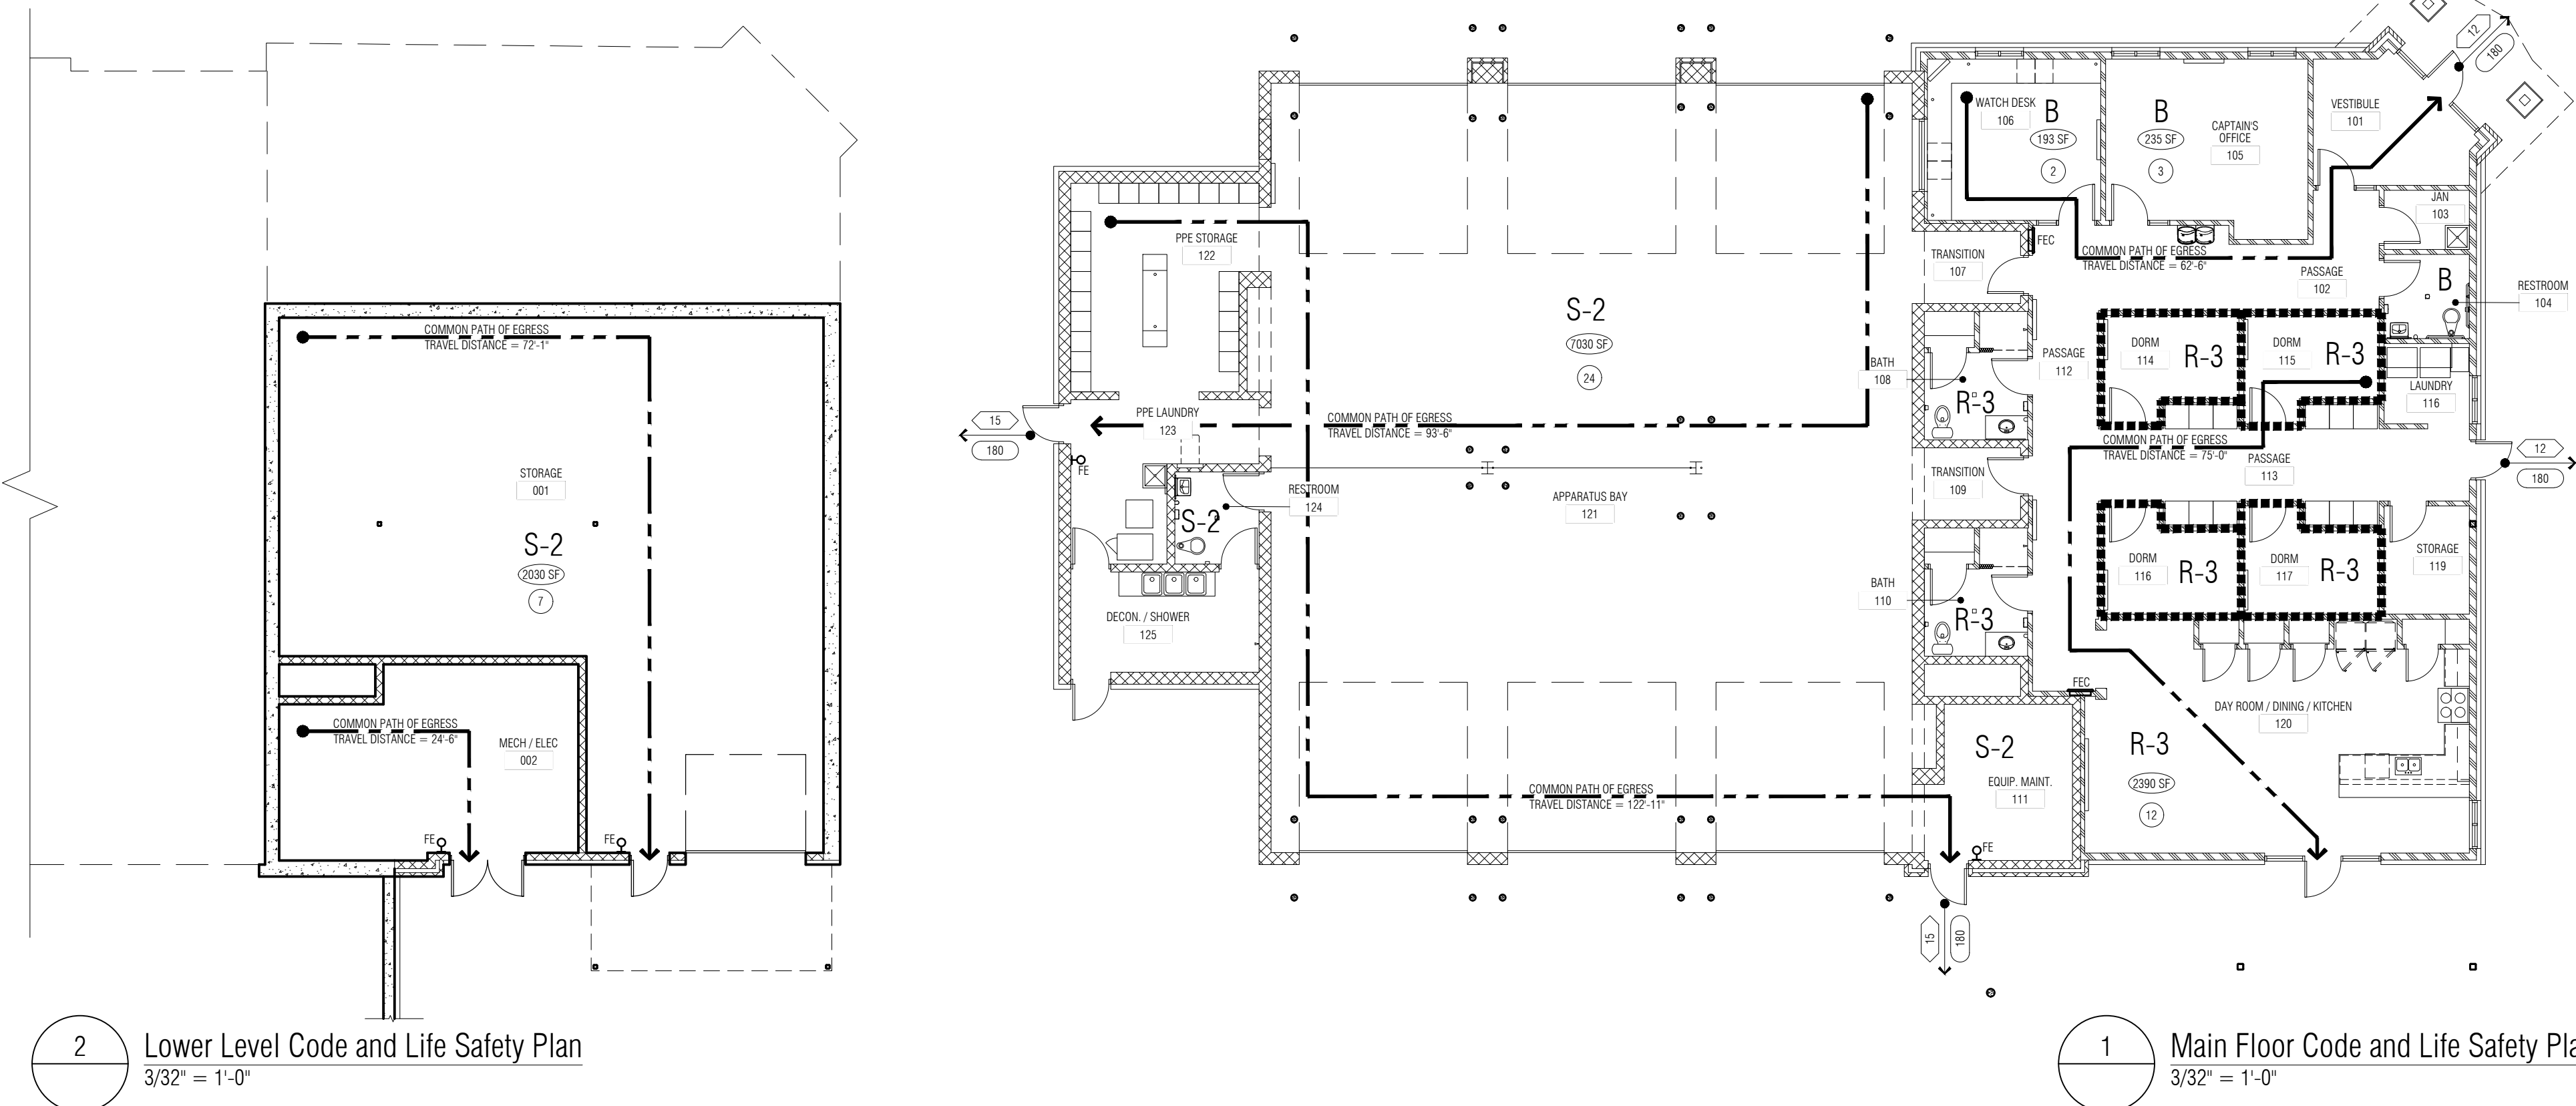 COMMON PATH OF EGRESS
TRAVEL DISTANCE = 72'-1"
STORAGE
001
S-2
2030 SF
7
COMMON PATH OF EGRESS
TRAVEL DISTANCE = 24'-6"
MECH / ELEC
002
FE
FE
2
Lower Level Code and Life Safety Plan
3/32" = 1'-0"
PPE STORAGE
122
PPE LAUNDRY
123
15
180
FE
RESTROOM
124
S-2
DECON. / SHOWER
125
S-2
7030 SF
24
COMMON PATH OF EGRESS
TRAVEL DISTANCE = 93'-6"
APPARATUS BAY
121
COMMON PATH OF EGRESS
TRAVEL DISTANCE = 122'-11"
WATCH DESK
106
B
193 SF
2
B
235 SF
3
CAPTAIN'S
OFFICE
105
VESTIBULE
101
12
180
JAN
103
FEC
TRANSITION
107
COMMON PATH OF EGRESS
TRAVEL DISTANCE = 62'-6"
PASSAGE
102
B
RESTROOM
104
BATH
108
R-3
PASSAGE
112
DORM
114
R-3
DORM
115
R-3
LAUNDRY
116
COMMON PATH OF EGRESS
TRAVEL DISTANCE = 75'-0"
PASSAGE
113
12
180
TRANSITION
109
BATH
110
R-3
DORM
116
R-3
DORM
117
R-3
STORAGE
119
FEC
DAY ROOM / DINING / KITCHEN
120
R-3
2390 SF
12
S-2
EQUIP. MAINT.
111
FE
15
180
1
Main Floor Code and Life Safety Pla
3/32" = 1'-0"